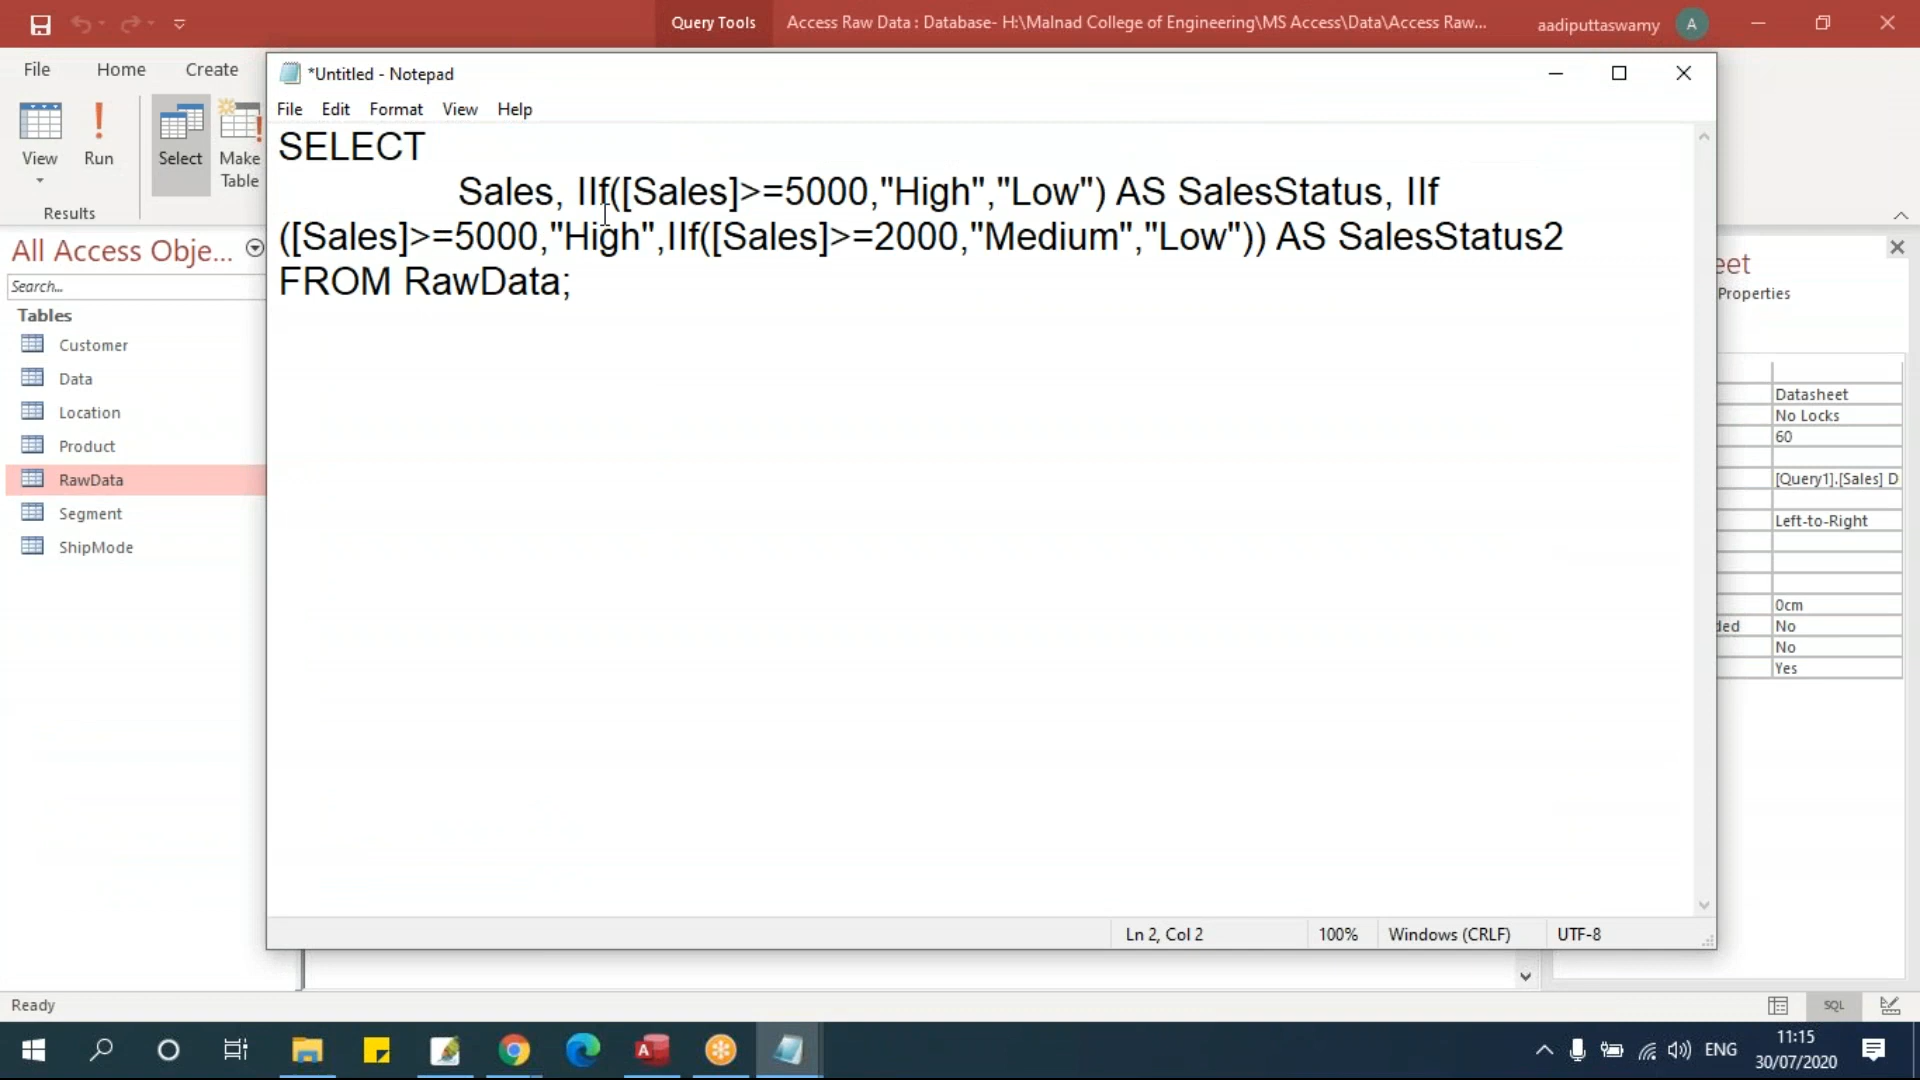 Query Tools
Access Raw Data : Database- H:\Malnad College of Engineering\MS Access\Data\Access Raw...
aadiputtaswamy
A
File Home Create
*Untitled - Notepad
File Edit Format View Help
View
Run
Select
Make
Table
Results
SELECT
Sales, IIf([Sales]>=5000,"High","Low") AS SalesStatus, IIf
([Sales]>=5000,"High",IIf([Sales]>=2000,"Medium","Low")) AS SalesStatus2
FROM RawData;
All Access Obje...
Search...
Tables
Customer
Data
Location
Product
RawData
Segment
ShipMode
eet
Properties
Datasheet
No Locks
60
[Query1].[Sales] D
Left-to-Right
0cm
ded No
No
Yes
Ln 2, Col 2
100%
Windows (CRLF)
UTF-8
Ready
SQL
A
ENG
11:15
30/07/2020